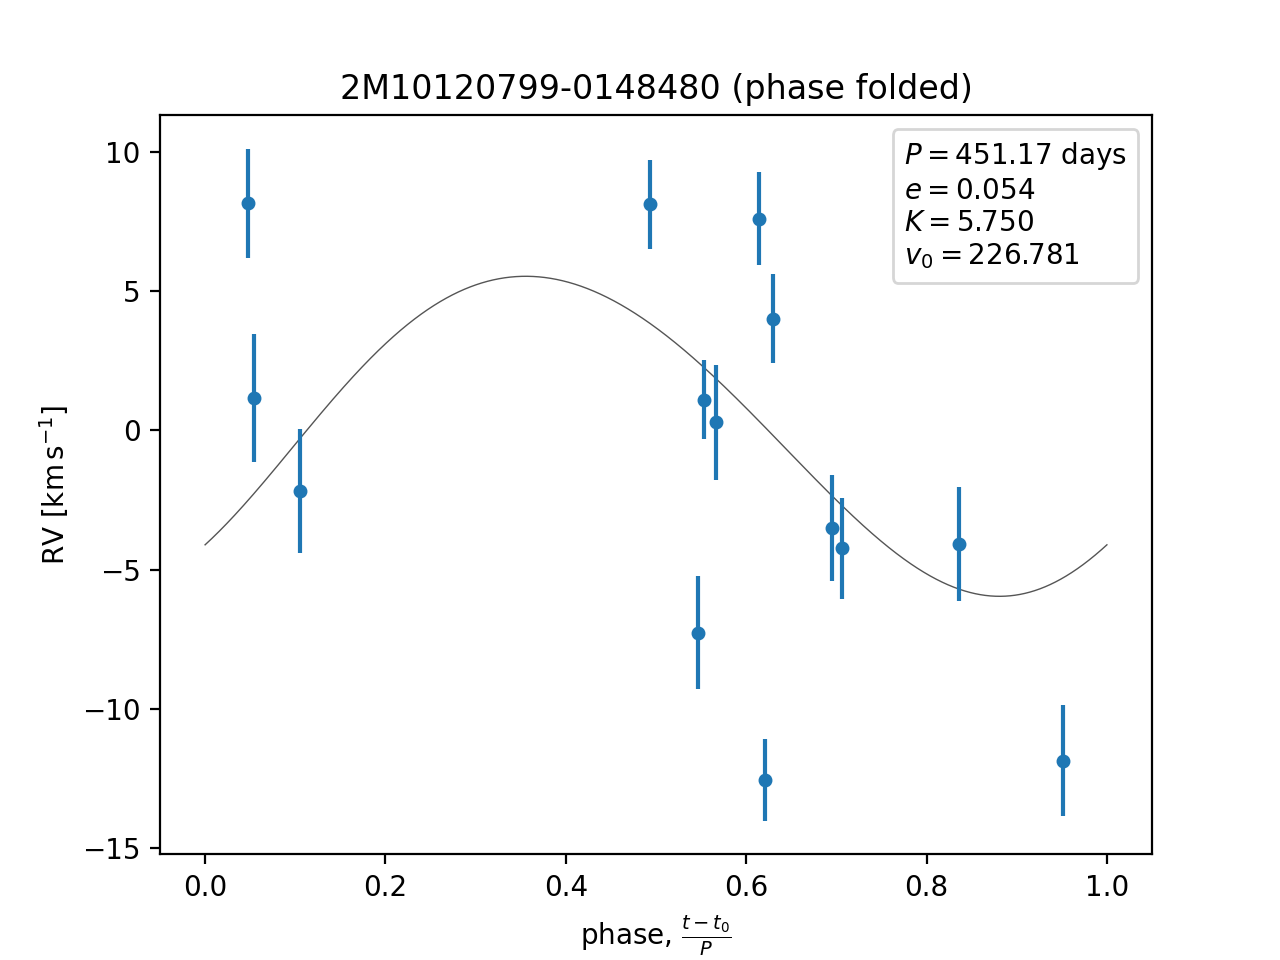 2M10120799-0148480 (phase folded)
P = 451.17 days
e = 0.054
K = 5.750
v₀ = 226.781
10
5
0
−5
−10
−15
RV [km s⁻¹]
0.0 0.2 0.4 0.6 0.8 1.0
phase, (t − t₀)/P